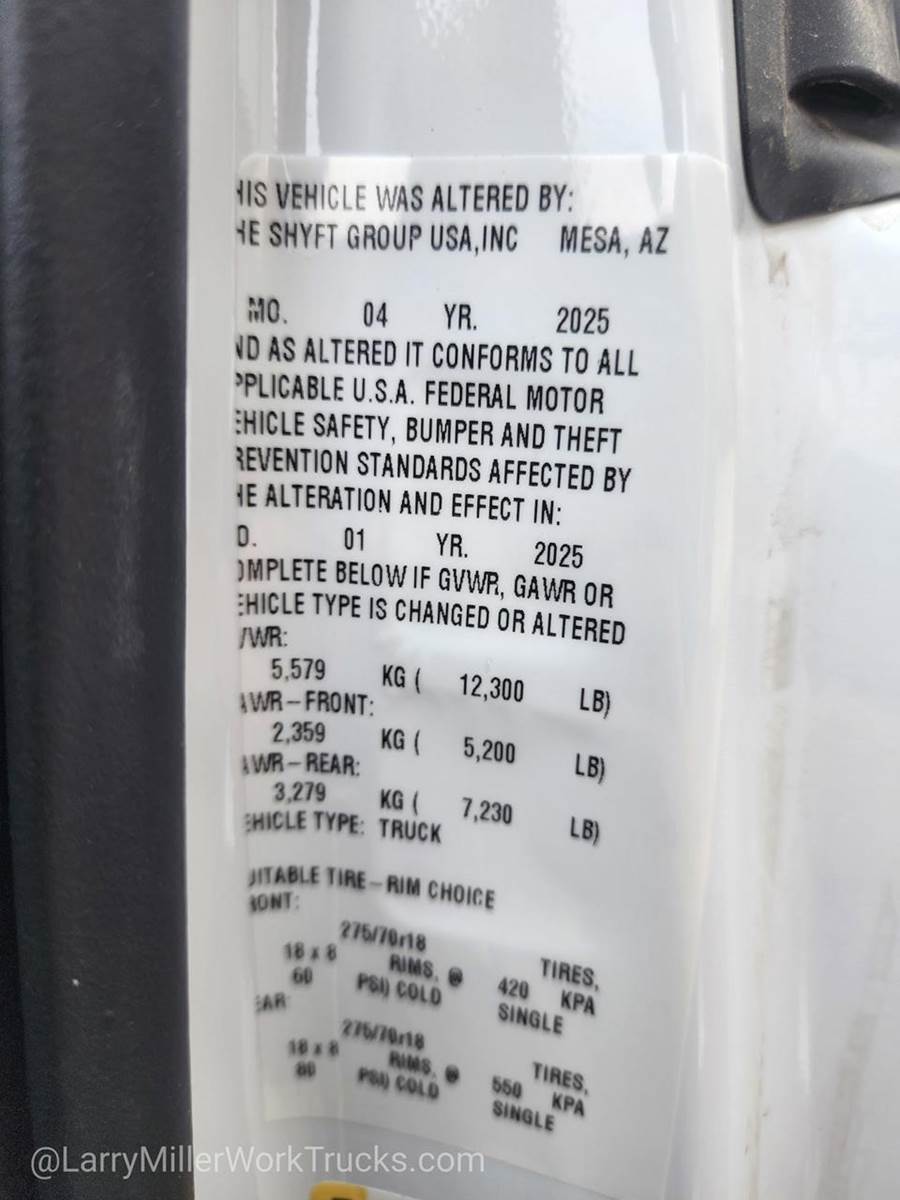 HIS VEHICLE WAS ALTERED BY:
HE SHYFT GROUP USA,INC MESA, AZ
MO. 04 YR. 2025
ND AS ALTERED IT CONFORMS TO ALL
PPLICABLE U.S.A. FEDERAL MOTOR
EHICLE SAFETY, BUMPER AND THEFT
REVENTION STANDARDS AFFECTED BY
HE ALTERATION AND EFFECT IN:
O. 01 YR. 2025
OMPLETE BELOW IF GVWR, GAWR OR
EHICLE TYPE IS CHANGED OR ALTERED
VWR:
5,579 KG ( 12,300 LB)
AWR-FRONT:
2,359 KG ( 5,200 LB)
AWR-REAR:
3,279 KG ( 7,230 LB)
EHICLE TYPE: TRUCK
UITABLE TIRE-RIM CHOICE
RONT:
275/70r18 TIRES,
18 x 8 RIMS, @ 420 KPA
60 PSI) COLD SINGLE
EAR
275/70r18 TIRES,
18 x 8 RIMS, @ 550 KPA
80 PSI) COLD SINGLE
@LarryMillerWorkTrucks.com